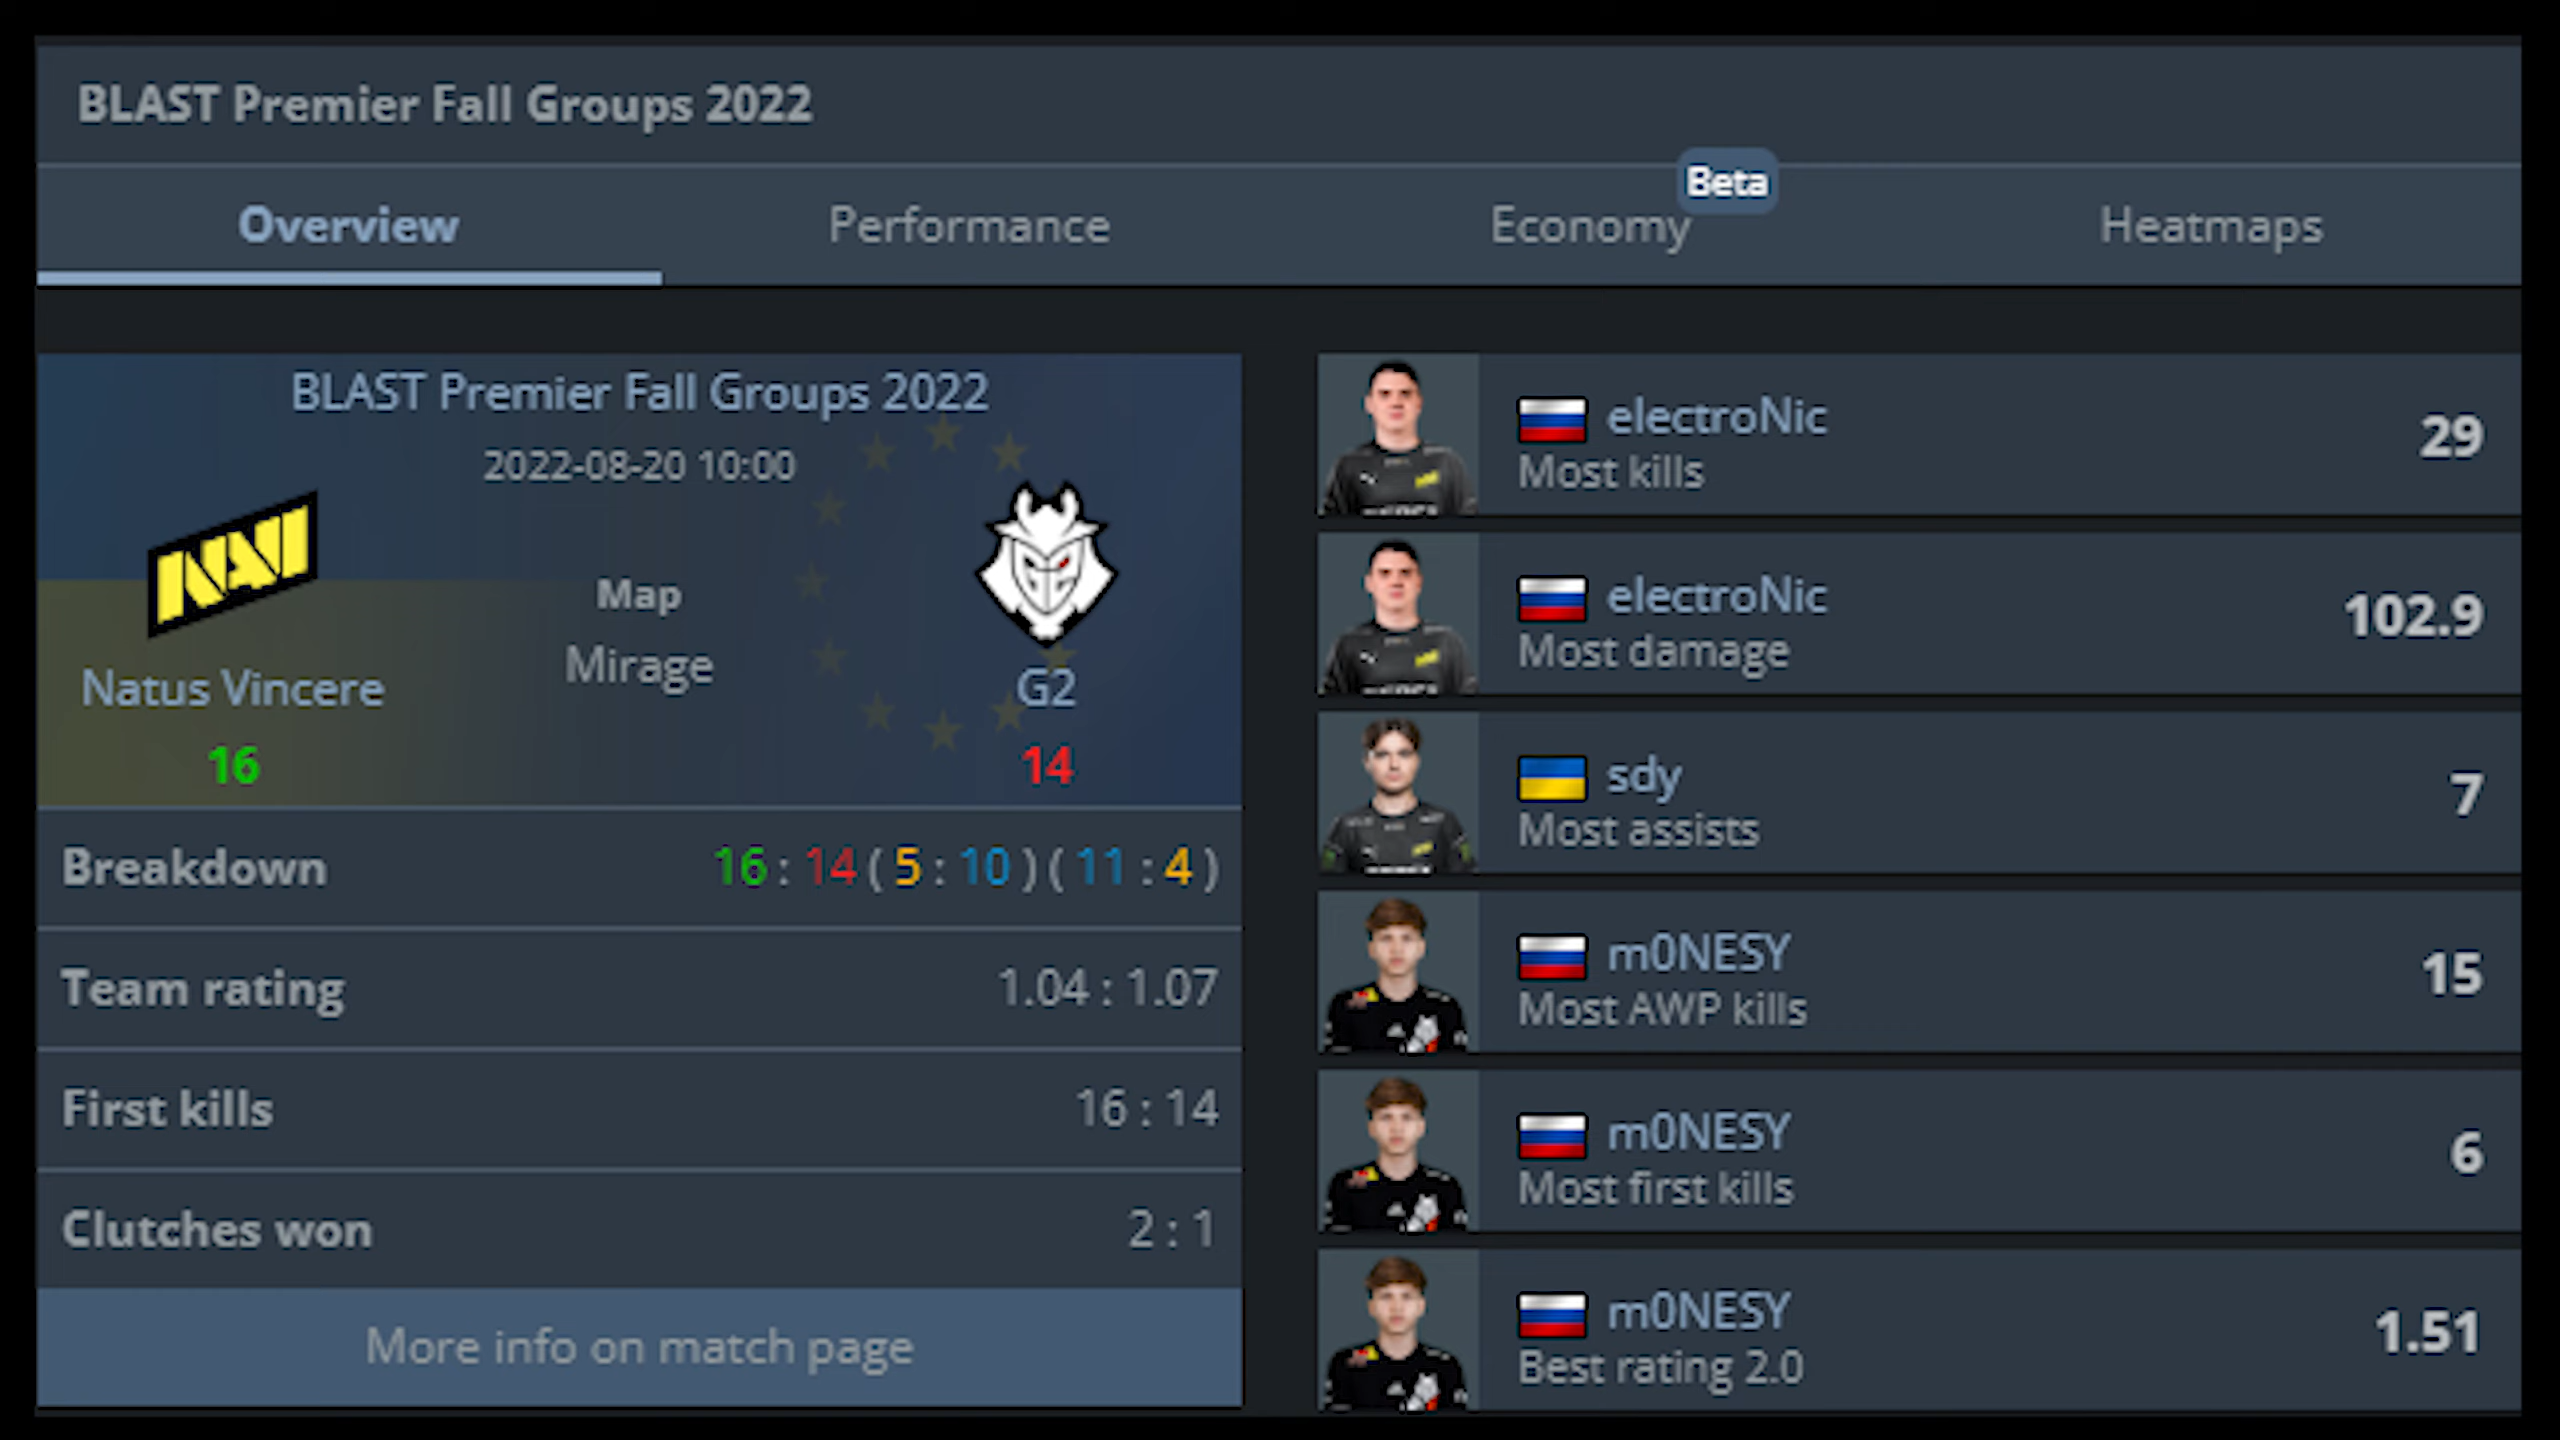 BLAST Premier Fall Groups 2022
Overview
Performance
Economy
Beta
Heatmaps
BLAST Premier Fall Groups 2022
2022-08-20 10:00
NAVI
Map
Mirage
Natus Vincere
G2
16
14
Breakdown
16 : 14 ( 5 : 10 ) ( 11 : 4 )
Team rating
1.04 : 1.07
First kills
16 : 14
Clutches won
2 : 1
More info on match page
electroNic
Most kills
29
electroNic
Most damage
102.9
sdy
Most assists
7
m0NESY
Most AWP kills
15
m0NESY
Most first kills
6
m0NESY
Best rating 2.0
1.51